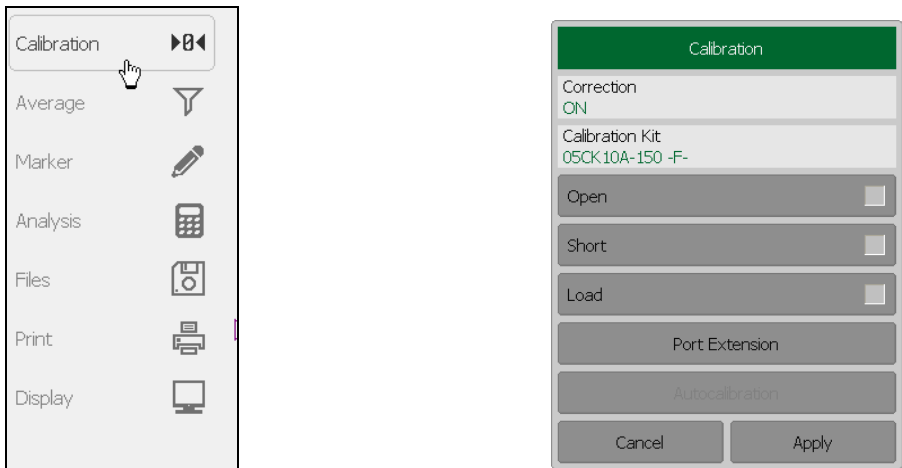 Calibration
Average
Marker
Analysis
Files
Print
Display
Calibration
Correction
ON
Calibration Kit
05CK10A-150 -F-
Open
Short
Load
Port Extension
Autocalibration
Cancel
Apply